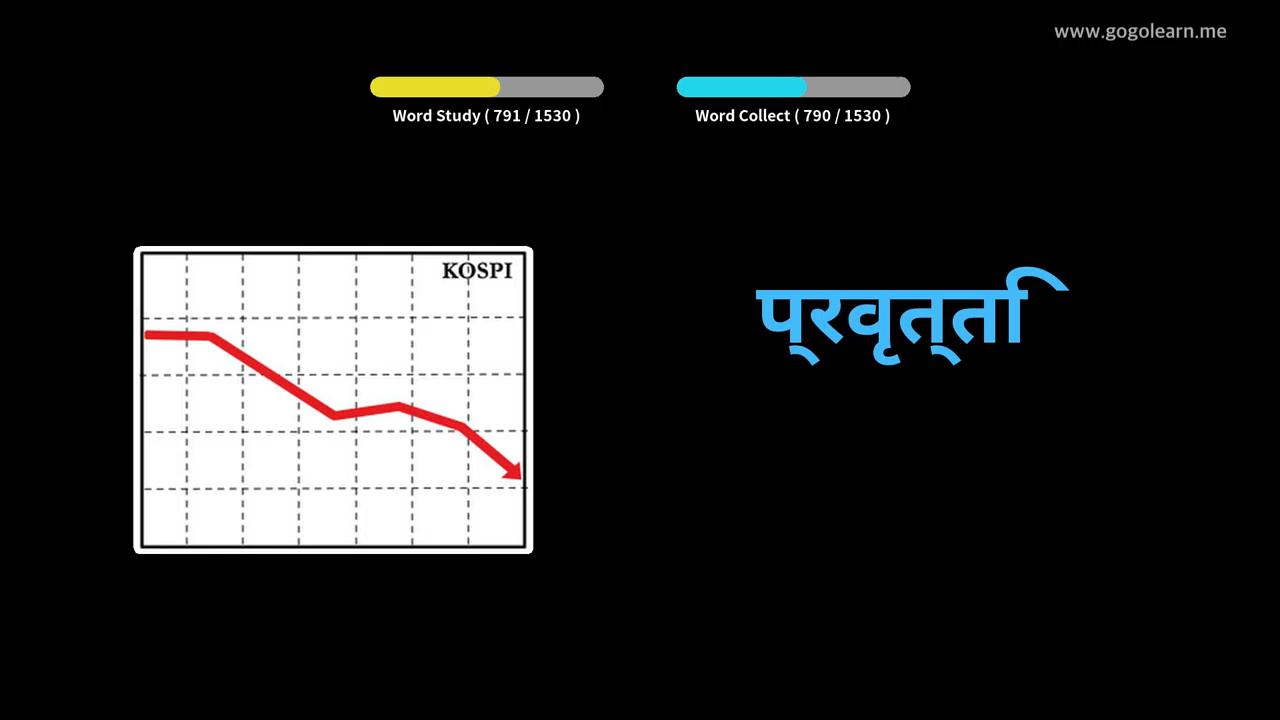 www.gogolearn.me
Word Study ( 791 / 1530 )
Word Collect ( 790 / 1530 )
KOSPI
प्रवृत्ति